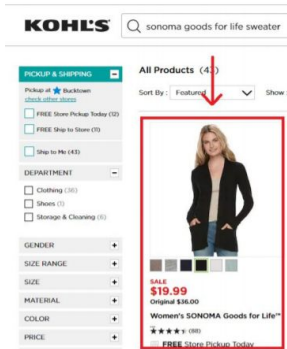 KOHL'S
sonoma goods for life sweater
PICKUP & SHIPPING
Pickup at Bucktown
check other stores
FREE Store Pickup Today (12)
FREE Ship to Store (11)
Ship to Me (43)
DEPARTMENT
Clothing (36)
Shoes (1)
Storage & Cleaning (6)
GENDER
SIZE RANGE
SIZE
MATERIAL
COLOR
PRICE
All Products (43)
Sort By : Featured Show
SALE
$19.99
Original $36.00
Women's SONOMA Goods for Life™
(88)
FREE Store Pickup Today